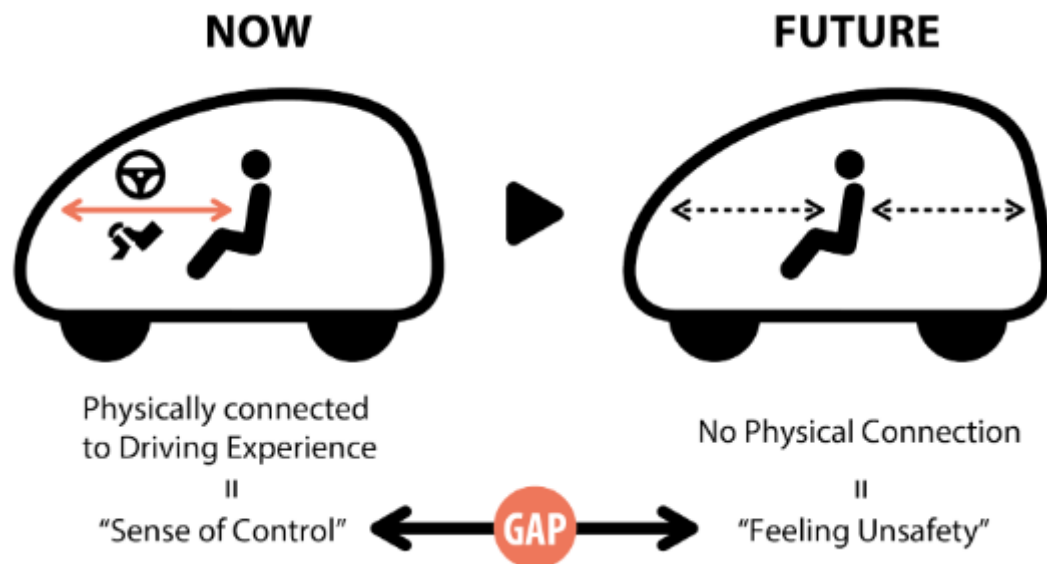 NOW
FUTURE
Physically connected
to Driving Experience
=
"Sense of Control"
GAP
No Physical Connection
=
"Feeling Unsafety"